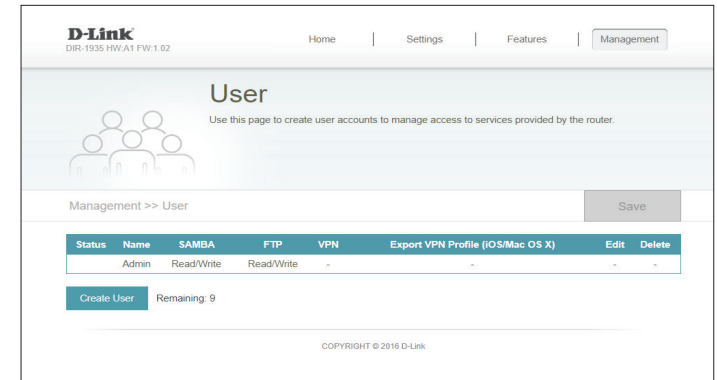 D-Link
DIR-1935 HW:A1 FW:1.02
Home | Settings | Features | Management
User
Use this page to create user accounts to manage access to services provided by the router.
Management >> User
Save
Status Name SAMBA FTP VPN Export VPN Profile (iOS/Mac OS X) Edit Delete
Admin Read/Write Read/Write - - - -
Create User Remaining: 9
COPYRIGHT © 2016 D-Link